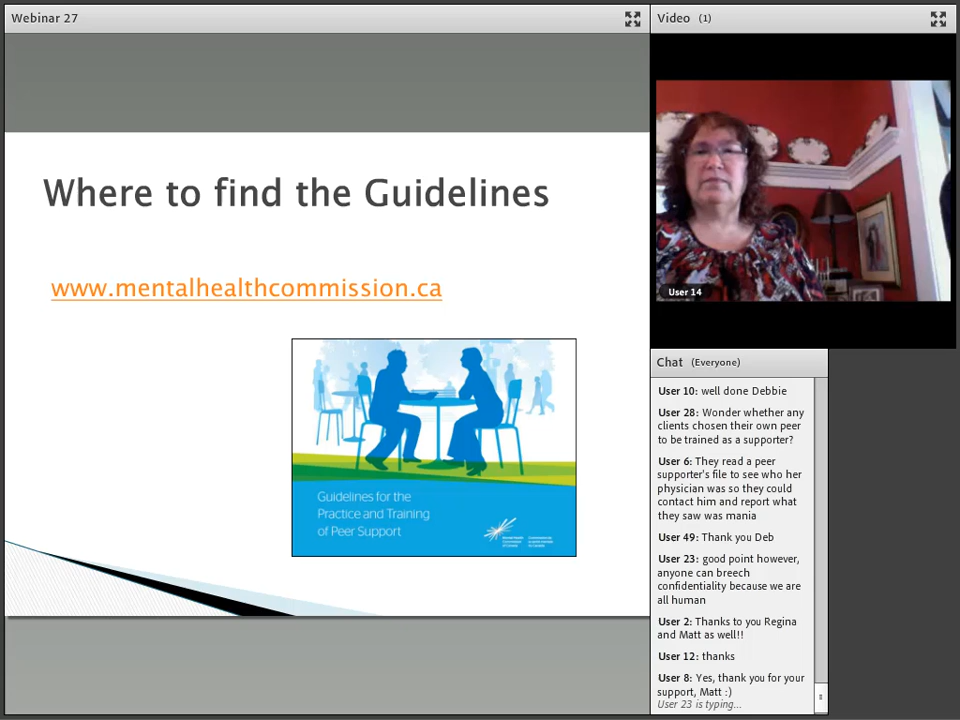 Webinar 27
Where to find the Guidelines
www.mentalhealthcommission.ca
Guidelines for the
Practice and Training
of Peer Support
Video (1)
User 14
Chat (Everyone)
User 10: well done Debbie
User 28: Wonder whether any
clients chosen their own peer
to be trained as a supporter?
User 6: They read a peer
supporter's file to see who her
physician was so they could
contact him and report what
they saw was mania
User 49: Thank you Deb
User 23: good point however,
anyone can breech
confidentiality because we are
all human
User 2: Thanks to you Regina
and Matt as well!!
User 12: thanks
User 8: Yes, thank you for your
support, Matt :)
User 23 is typing...